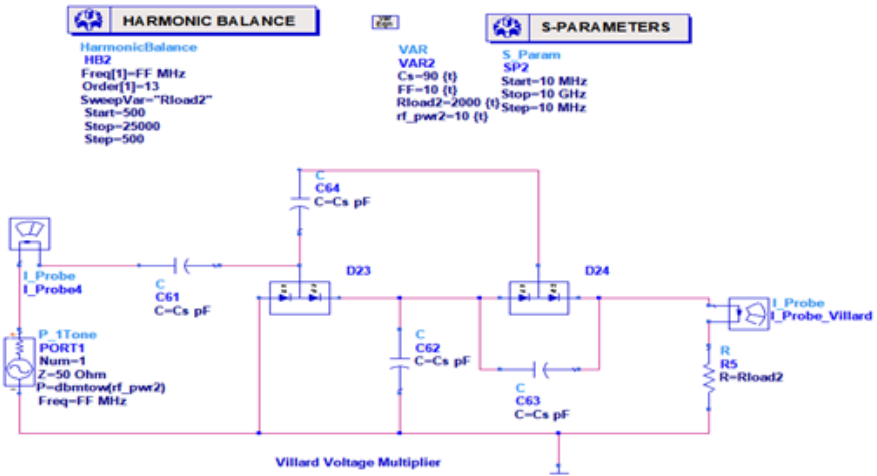 HARMONIC BALANCE
HarmonicBalance
HB2
Freq[1]=FF MHz
Order[1]=13
SweepVar="Rload2"
Start=500
Stop=25000
Step=500
Var
Eqn
VAR
VAR2
Cs=90 {t}
FF=10 {t}
Rload2=2000 {t}
rf_pwr2=10 {t}
S-PARAMETERS
S_Param
SP2
Start=10 MHz
Stop=10 GHz
Step=10 MHz
C
C64
C=Cs pF
I_Probe
I_Probe4
C
C61
C=Cs pF
D23
D24
P_1Tone
PORT1
Num=1
Z=50 Ohm
P=dbmtow(rf_pwr2)
Freq=FF MHz
C
C62
C=Cs pF
C
C63
C=Cs pF
I_Probe
I_Probe_Villard
R
R5
R=Rload2
Villard Voltage Multiplier